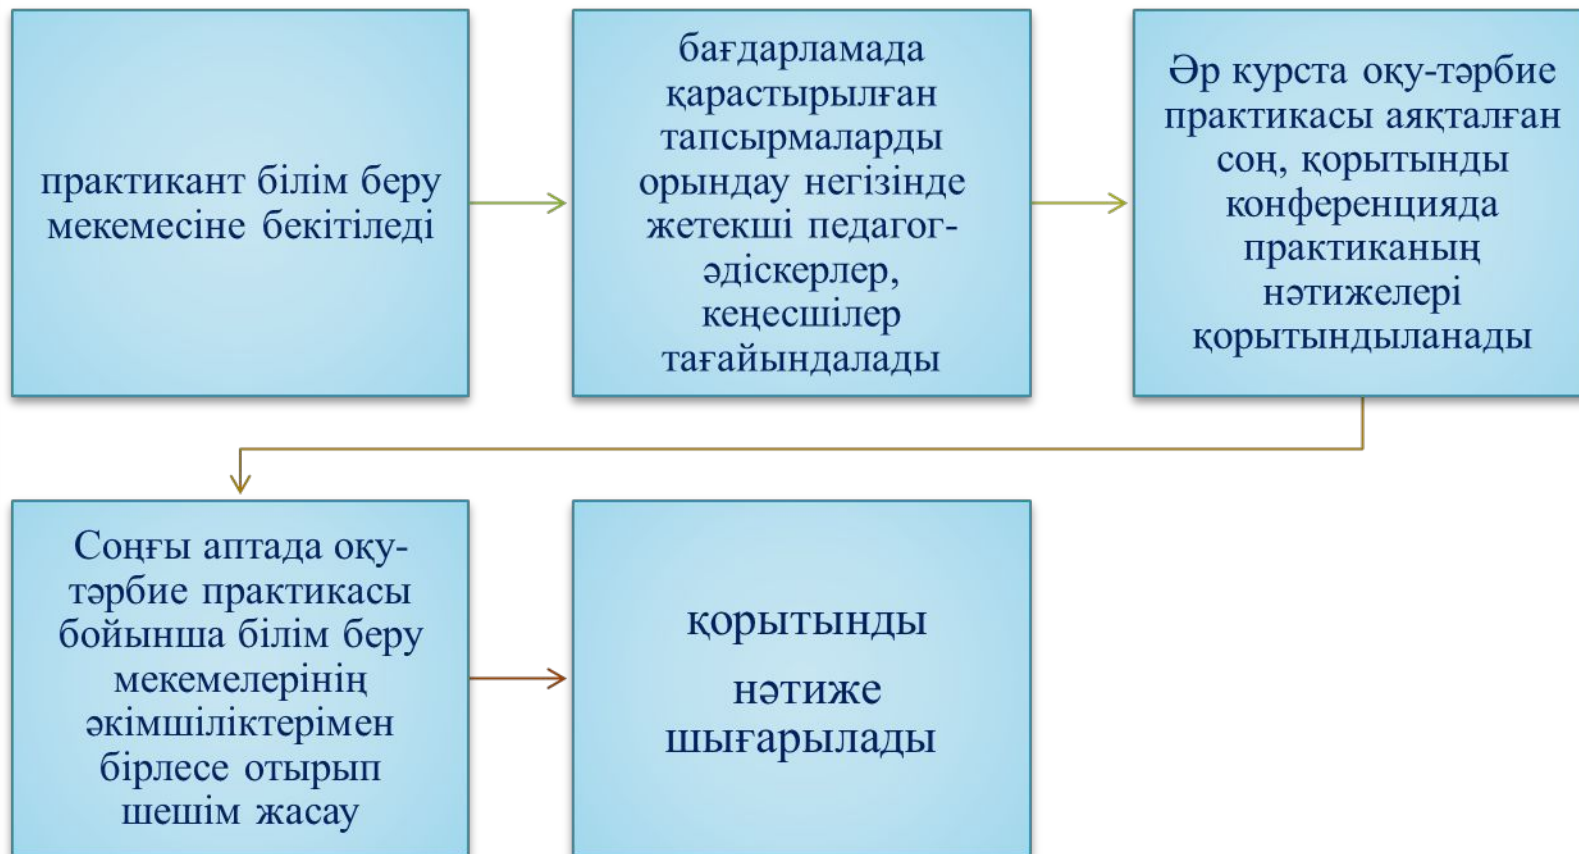 практикант білім беру
мекемесіне бекітіледі
бағдарламада
қарастырылған
тапсырмаларды
орындау негізінде
жетекші педагог-
әдіскерлер,
кеңесшілер
тағайындалады
Әр курста оқу-тәрбие
практикасы аяқталған
соң, қорытынды
конференцияда
практиканың
нәтижелері
қорытындыланады
Соңғы аптада оқу-
тәрбие практикасы
бойынша білім беру
мекемелерінің
әкімшіліктерімен
бірлесе отырып
шешім жасау
қорытынды
нәтиже
шығарылады